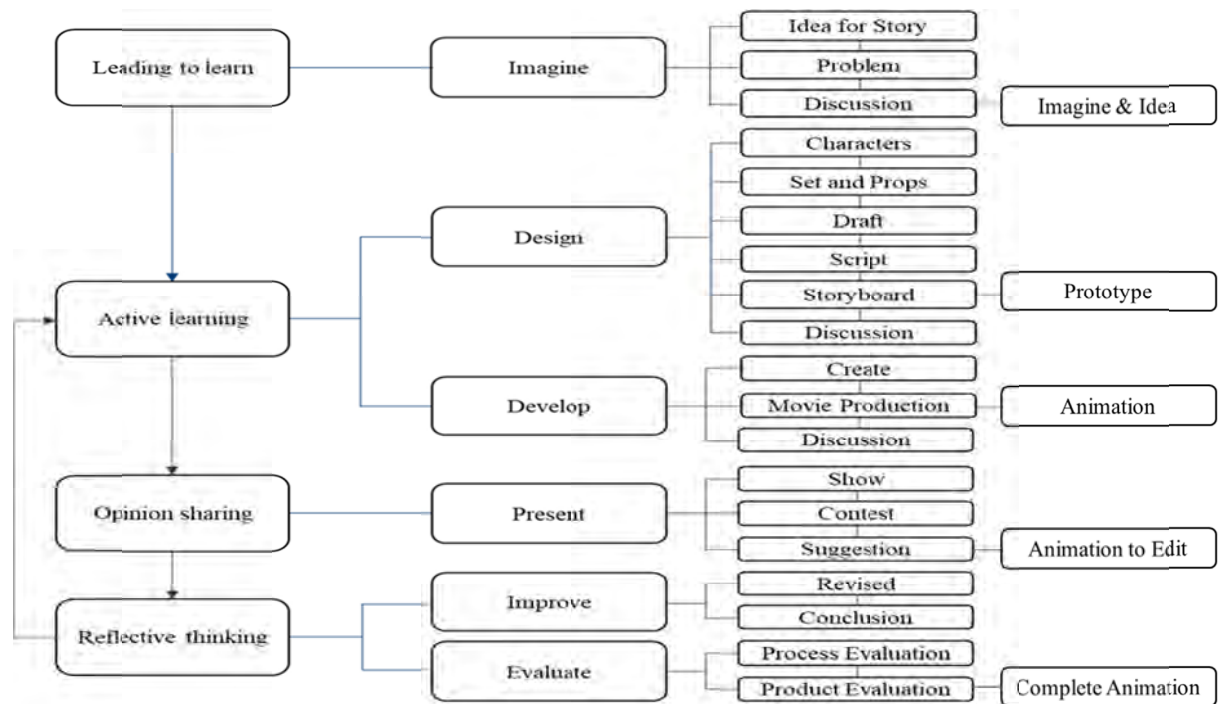 Leading to learn
Imagine
Idea for Story
Problem
Discussion
Imagine & Idea
Characters
Set and Props
Draft
Script
Storyboard
Discussion
Design
Prototype
Active learning
Create
Movie Production
Discussion
Develop
Animation
Opinion sharing
Present
Show
Contest
Suggestion
Animation to Edit
Reflective thinking
Improve
Revised
Conclusion
Evaluate
Process Evaluation
Product Evaluation
Complete Animation